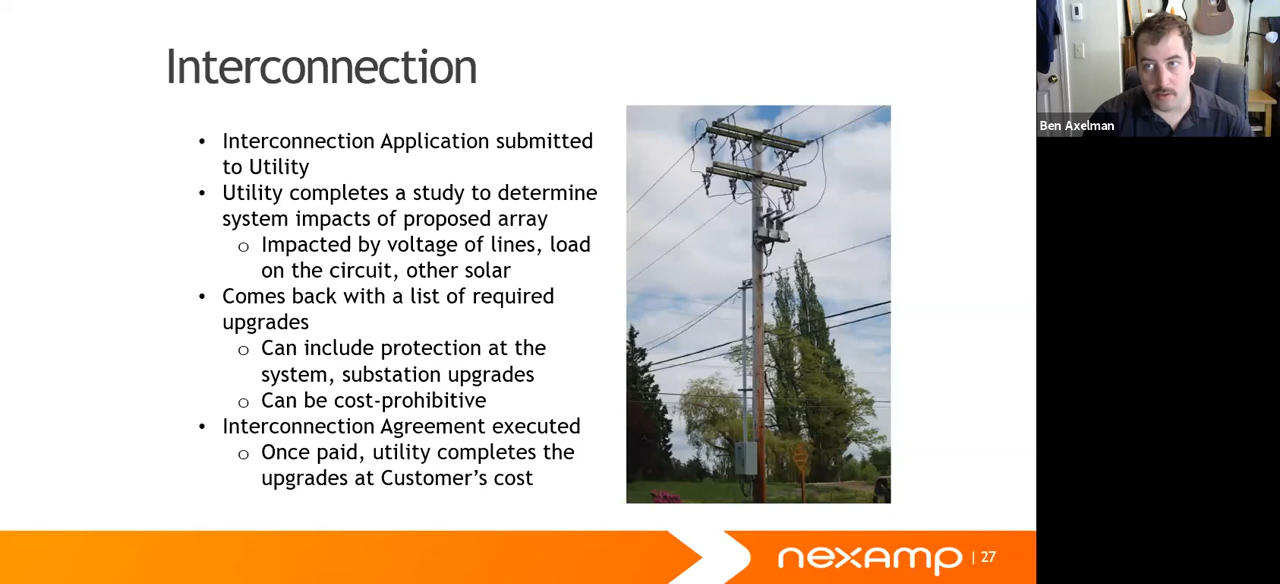 Interconnection
• Interconnection Application submitted
to Utility
• Utility completes a study to determine
system impacts of proposed array
o Impacted by voltage of lines, load
on the circuit, other solar
• Comes back with a list of required
upgrades
o Can include protection at the
system, substation upgrades
o Can be cost-prohibitive
• Interconnection Agreement executed
o Once paid, utility completes the
upgrades at Customer's cost
nexamp | 27
Ben Axelman